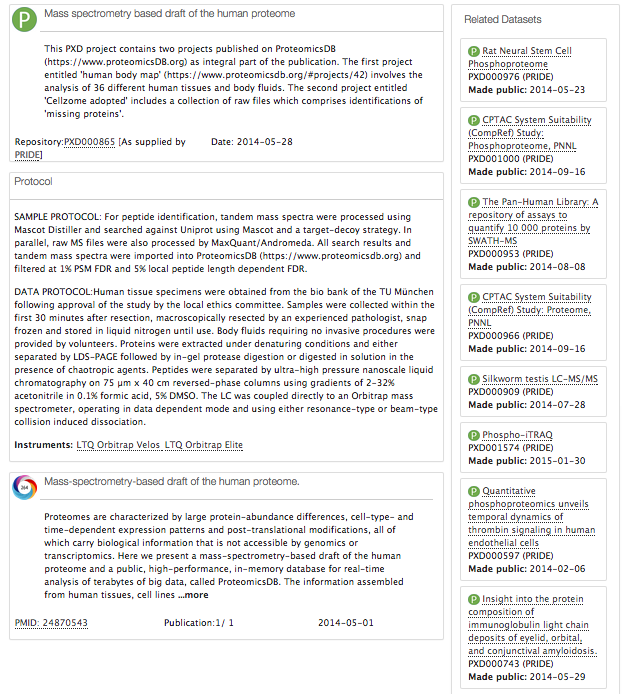 P
Mass spectrometry based draft of the human proteome
This PXD project contains two projects published on ProteomicsDB
(https://www.proteomicsdb.org) as integral part of the publication. The first project
entitled 'human body map' (https://www.proteomicsdb.org/#projects/42) involves the
analysis of 36 different human tissues and body fluids. The second project entitled
'Cellzome adopted' includes a collection of raw files which comprises identifications of
'missing proteins'.
Repository:PXD000865 [As supplied by
PRIDE]
Date: 2014-05-28
Protocol
SAMPLE PROTOCOL: For peptide identification, tandem mass spectra were processed using
Mascot Distiller and searched against Uniprot using Mascot and a target-decoy strategy. In
parallel, raw MS files were also processed by MaxQuant/Andromeda. All search results and
tandem mass spectra were imported into ProteomicsDB (https://www.proteomicsdb.org) and
filtered at 1% PSM FDR and 5% local peptide length dependent FDR.
DATA PROTOCOL:Human tissue specimens were obtained from the bio bank of the TU München
following approval of the study by the local ethics committee. Samples were collected within the
first 30 minutes after resection, macroscopically resected by an experienced pathologist, snap
frozen and stored in liquid nitrogen until use. Body fluids requiring no invasive procedures were
provided by volunteers. Proteins were extracted under denaturing conditions and either
separated by LDS-PAGE followed by in-gel protease digestion or digested in solution in the
presence of chaotropic agents. Peptides were separated by ultra-high pressure nanoscale liquid
chromatography on 75 µm x 40 cm reversed-phase columns using gradients of 2-32%
acetonitrile in 0.1% formic acid, 5% DMSO. The LC was coupled directly to an Orbitrap mass
spectrometer, operating in data dependent mode and using either resonance-type or beam-type
collision induced dissociation.
Instruments: LTQ Orbitrap Velos LTQ Orbitrap Elite
264
Mass-spectrometry-based draft of the human proteome.
Proteomes are characterized by large protein-abundance differences, cell-type- and
time-dependent expression patterns and post-translational modifications, all of
which carry biological information that is not accessible by genomics or
transcriptomics. Here we present a mass-spectrometry-based draft of the human
proteome and a public, high-performance, in-memory database for real-time
analysis of terabytes of big data, called ProteomicsDB. The information assembled
from human tissues, cell lines ...more
PMID: 24870543 Publication:1/ 1 2014-05-01
Related Datasets
P Rat Neural Stem Cell
Phosphoproteome
PXD000976 (PRIDE)
Made public: 2014-05-23
P CPTAC System Suitability
(CompRef) Study:
Phosphoproteome, PNNL
PXD001000 (PRIDE)
Made public: 2014-09-16
P The Pan-Human Library: A
repository of assays to
quantify 10 000 proteins by
SWATH-MS
PXD000953 (PRIDE)
Made public: 2014-08-08
P CPTAC System Suitability
(CompRef) Study: Proteome,
PNNL
PXD000966 (PRIDE)
Made public: 2014-09-16
P Silkworm testis LC-MS/MS
PXD000909 (PRIDE)
Made public: 2014-07-28
P Phospho-iTRAQ
PXD001574 (PRIDE)
Made public: 2015-01-30
P Quantitative
phosphoproteomics unveils
temporal dynamics of
thrombin signaling in human
endothelial cells
PXD000597 (PRIDE)
Made public: 2014-02-06
P Insight into the protein
composition of
immunoglobulin light chain
deposits of eyelid, orbital,
and conjunctival amyloidosis.
PXD000743 (PRIDE)
Made public: 2014-05-29